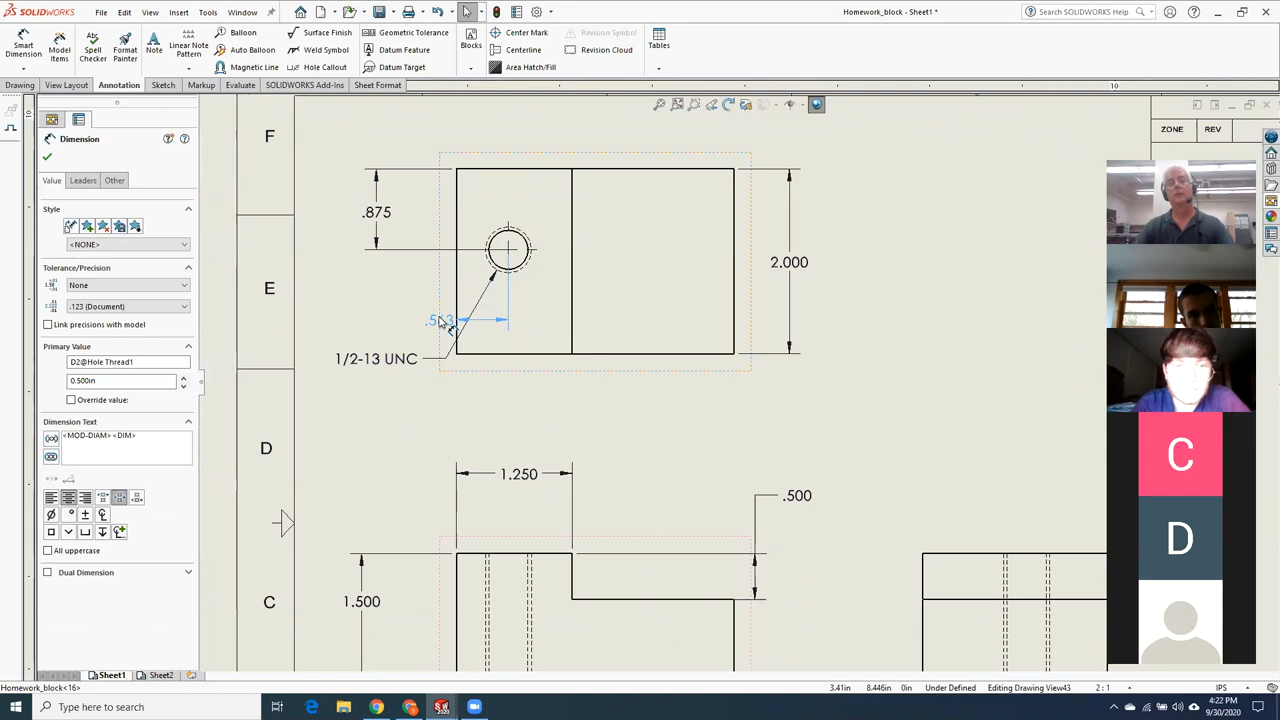 SOLIDWORKS File Edit View Insert Tools Window Homework_block - Sheet1 * Search SOLIDWORKS Help
Smart Dimension Model Items Spell Checker Format Painter Note Linear Note Pattern
Balloon Surface Finish Geometric Tolerance Center Mark Revision Symbol
Auto Balloon Weld Symbol Datum Feature Blocks Centerline Revision Cloud Tables
Magnetic Line Hole Callout Datum Target Area Hatch/Fill
Drawing View Layout Annotation Sketch Markup Evaluate SOLIDWORKS Add-Ins Sheet Format
10
ZONE REV
F
E
D
C
Dimension
Value Leaders Other
Style
<NONE>
Tolerance/Precision
None
.123 (Document)
Link precisions with model
Primary Value
D2@Hole Thread1
0.500in
Override value:
Dimension Text
<MOD-DIAM> <DIM>
All uppercase
Dual Dimension
.875
2.000
1/2-13 UNC
1.250
.500
1.500
C
D
Sheet1 Sheet2
Homework_block<16> 3.41in 8.446in 0in Under Defined Editing Drawing View43 2 : 1 IPS
Type here to search
SW 2020
4:22 PM
9/30/2020